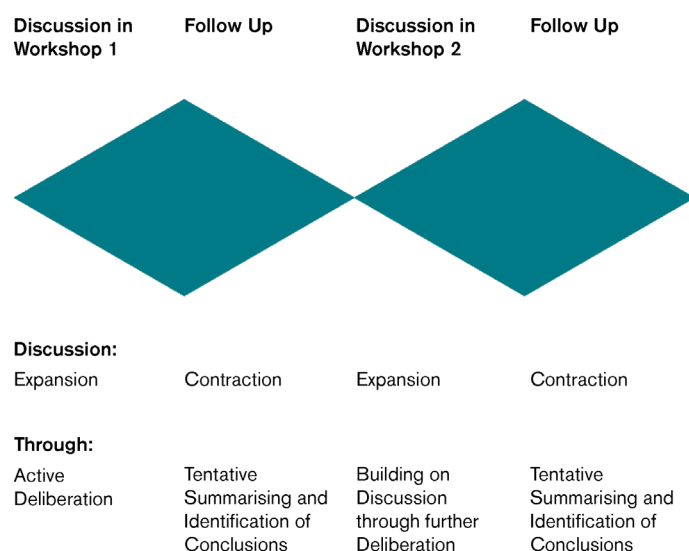 Discussion in
Workshop 1
Follow Up
Discussion in
Workshop 2
Follow Up
Discussion:
Expansion
Contraction
Expansion
Contraction
Through:
Active
Deliberation
Tentative
Summarising and
Identification of
Conclusions
Building on
Discussion
through further
Deliberation
Tentative
Summarising and
Identification of
Conclusions